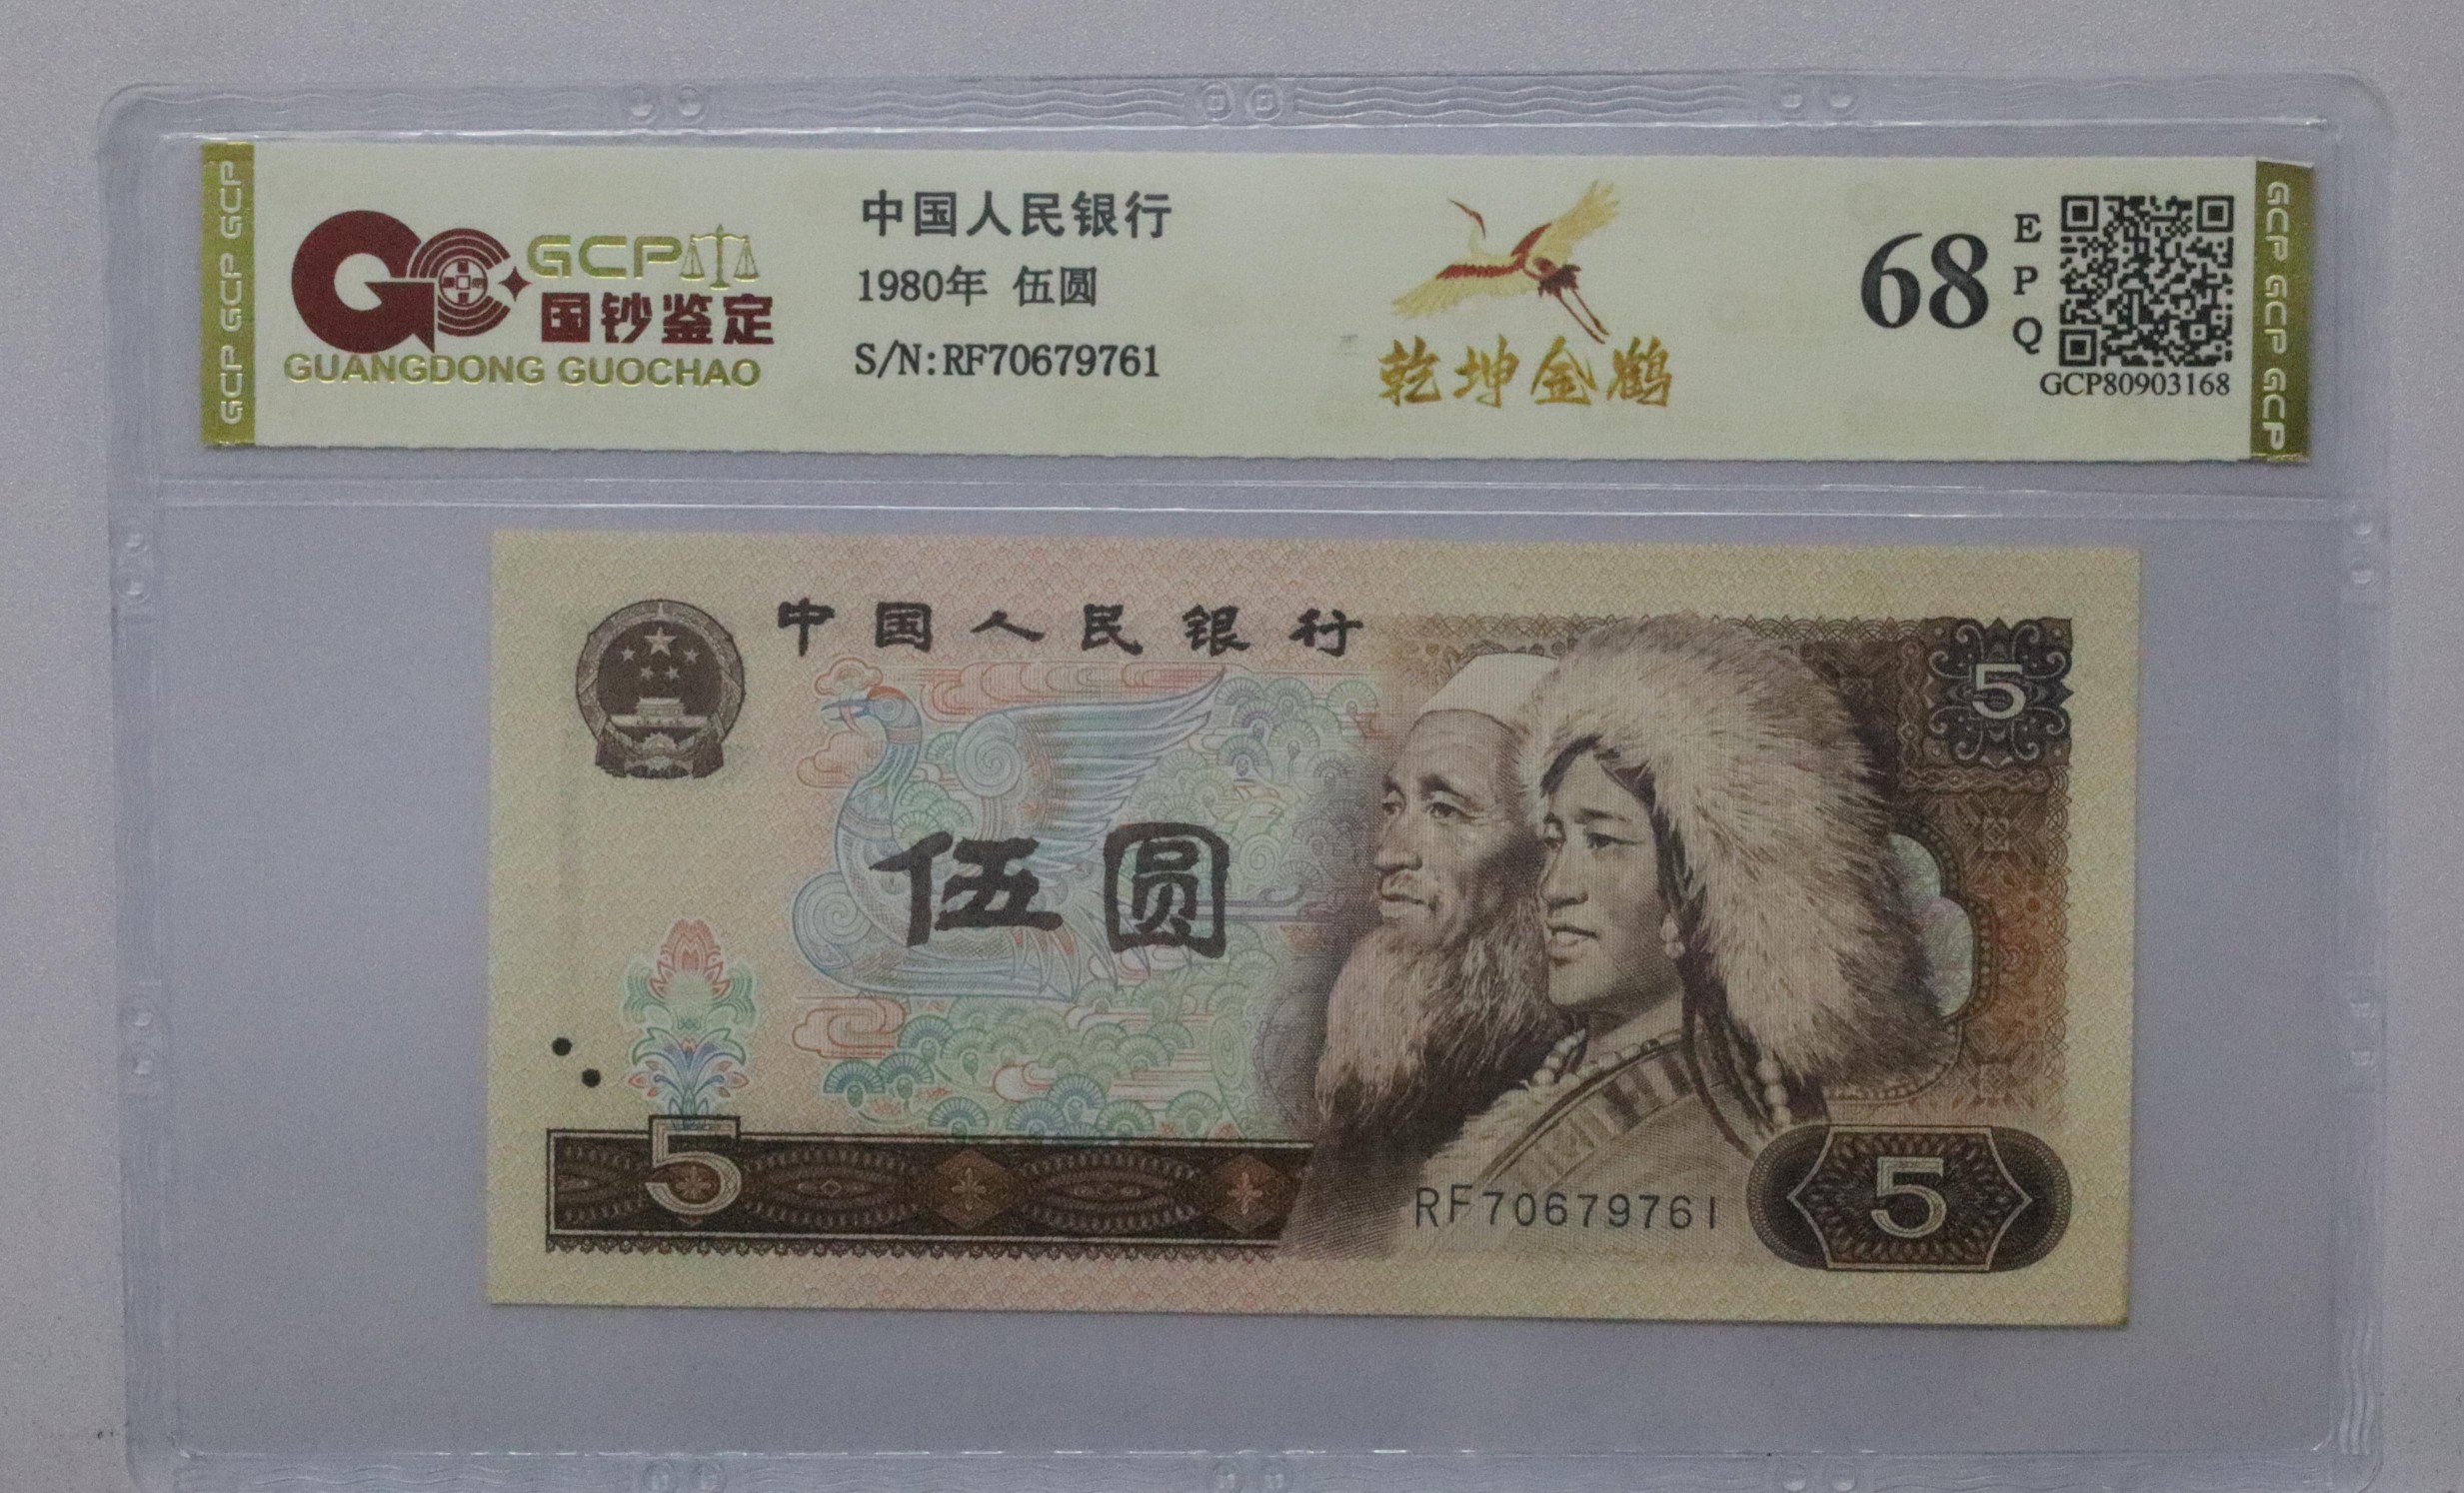 GCP GCP GCP
GCP
国钞鉴定
GUANGDONG GUOCHAO
中国人民银行
1980年 伍圆
S/N:RF70679761
乾坤金鹤
68
EPQ
GCP80903168
GCP GCP GCP GCP
中国人民银行
5
伍圆
5
RF70679761
5